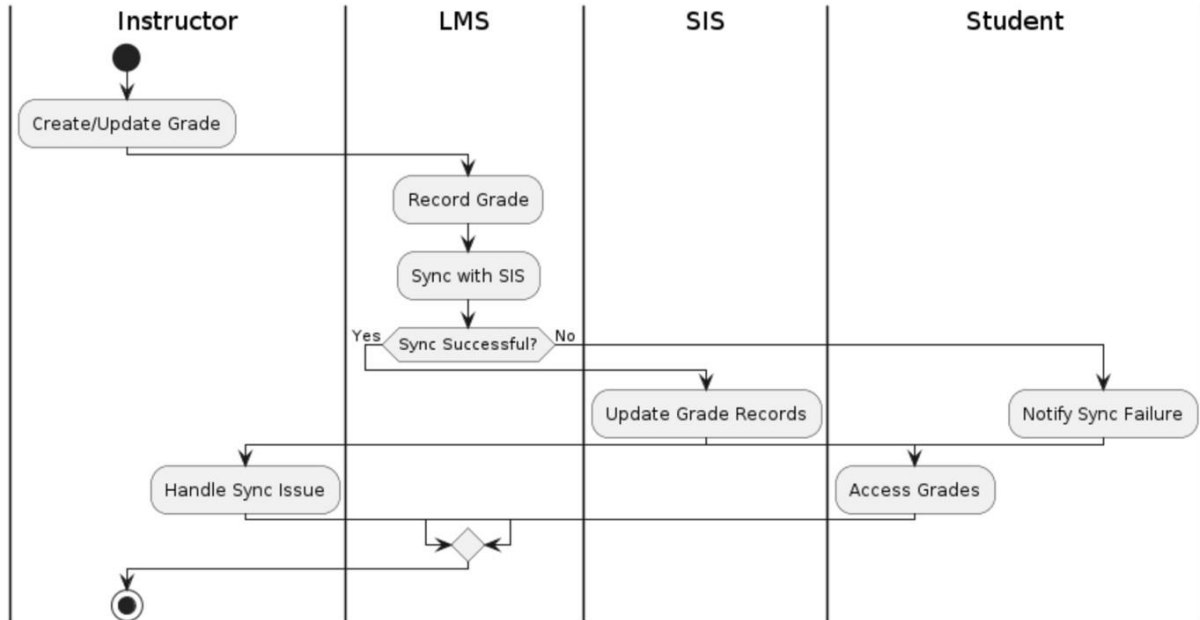 Instructor LMS SIS Student
Create/Update Grade
Record Grade
Sync with SIS
Yes Sync Successful? No
Update Grade Records Notify Sync Failure
Handle Sync Issue Access Grades